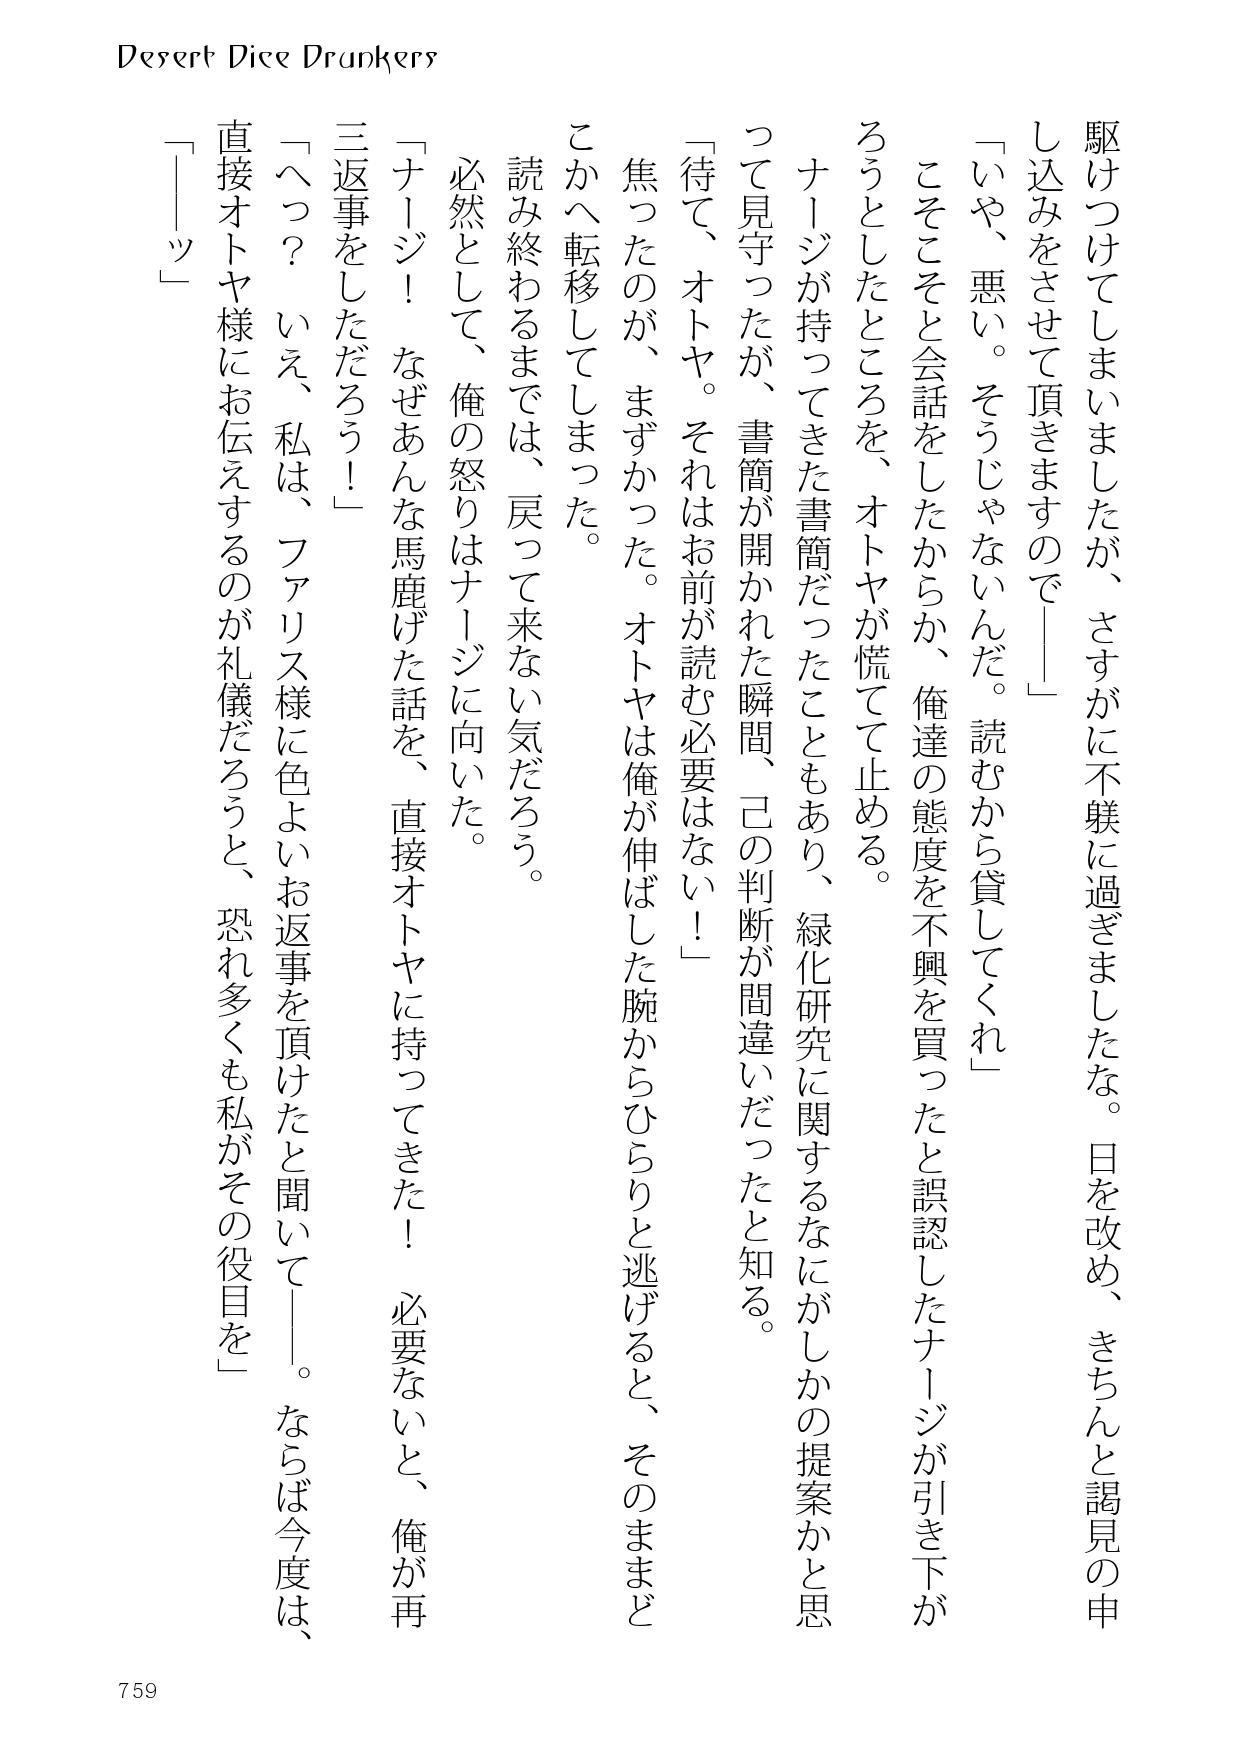 Desert Dice Drunkers
駆けつけてしまいましたが、さすがに不躾に過ぎましたな。日を改め、きちんと謁見の申
し込みをさせて頂きますので――」
「いや、悪い。そうじゃないんだ。読むから貸してくれ」
　こそこそと会話をしたからか、俺達の態度を不興を買ったと誤認したナージが引き下が
ろうとしたところを、オトヤが慌てて止める。
　ナージが持ってきた書簡だったこともあり、緑化研究に関するなにがしかの提案かと思
って見守ったが、書簡が開かれた瞬間、己の判断が間違いだったと知る。
「待て、オトヤ。それはお前が読む必要はない！」
　焦ったのが、まずかった。オトヤは俺が伸ばした腕からひらりと逃げると、そのままど
こかへ転移してしまった。
　読み終わるまでは、戻って来ない気だろう。
　必然として、俺の怒りはナージに向いた。
「ナージ！　なぜあんな馬鹿げた話を、直接オトヤに持ってきた！　必要ないと、俺が再
三返事をしただろう！」
「へっ？　いえ、私は、ファリス様に色よいお返事を頂けたと聞いて――。ならば今度は、
直接オトヤ様にお伝えするのが礼儀だろうと、恐れ多くも私がその役目を」
「――ッ」
759